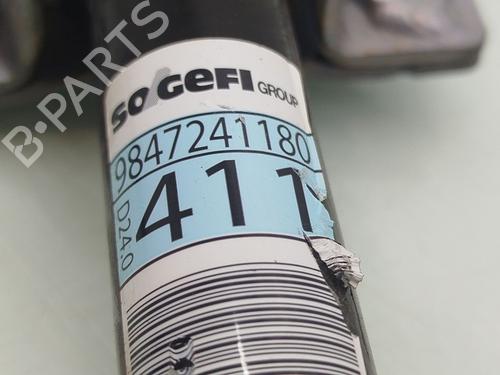 B-PARTS
SOGEFI
GROUP
9847241180
D24.0
411